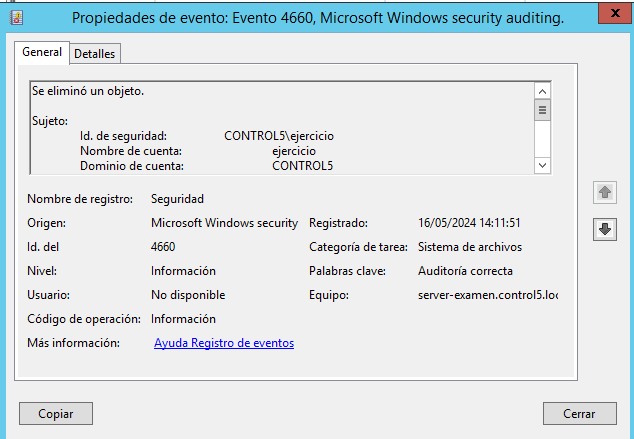 Propiedades de evento: Evento 4660, Microsoft Windows security auditing.
General Detalles
Se eliminó un objeto.
Sujeto:
Id. de seguridad: CONTROL5\ejercicio
Nombre de cuenta: ejercicio
Dominio de cuenta: CONTROL5
Nombre de registro: Seguridad
Origen: Microsoft Windows security Registrado: 16/05/2024 14:11:51
Id. del 4660 Categoría de tarea: Sistema de archivos
Nivel: Información Palabras clave: Auditoría correcta
Usuario: No disponible Equipo: server-examen.control5.loc
Código de operación: Información
Más información: Ayuda Registro de eventos
Copiar Cerrar